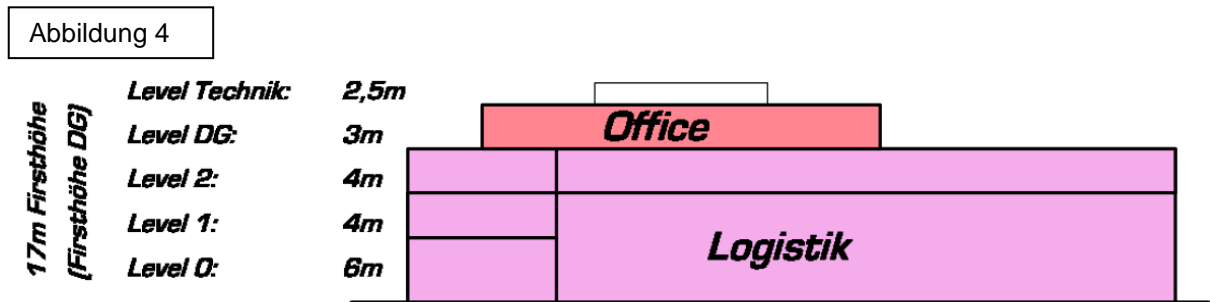 Abbildung 4
17m Firsthöhe
(Firsthöhe DG)
Level Technik: 2,5m
Level DG: 3m
Level 2: 4m
Level 1: 4m
Level 0: 6m
Office
Logistik